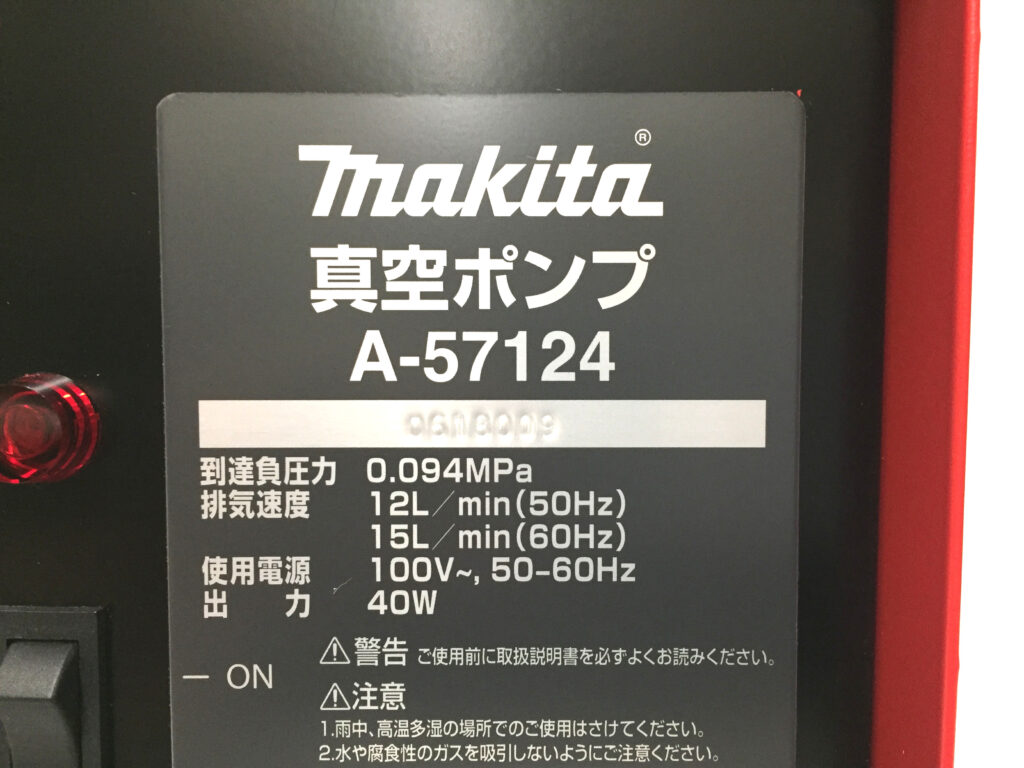 makita®
真空ポンプ
A-57124
到達負圧力 0.094MPa
排気速度 12L/min(50Hz)
15L/min(60Hz)
使用電源 100V~, 50-60Hz
出力 40W
⚠警告 ご使用前に取扱説明書を必ずよくお読みください。
— ON
⚠注意
1.雨中、高温多湿の場所でのご使用はさけてください。
2.水や腐食性のガスを吸引しないようにご注意ください。